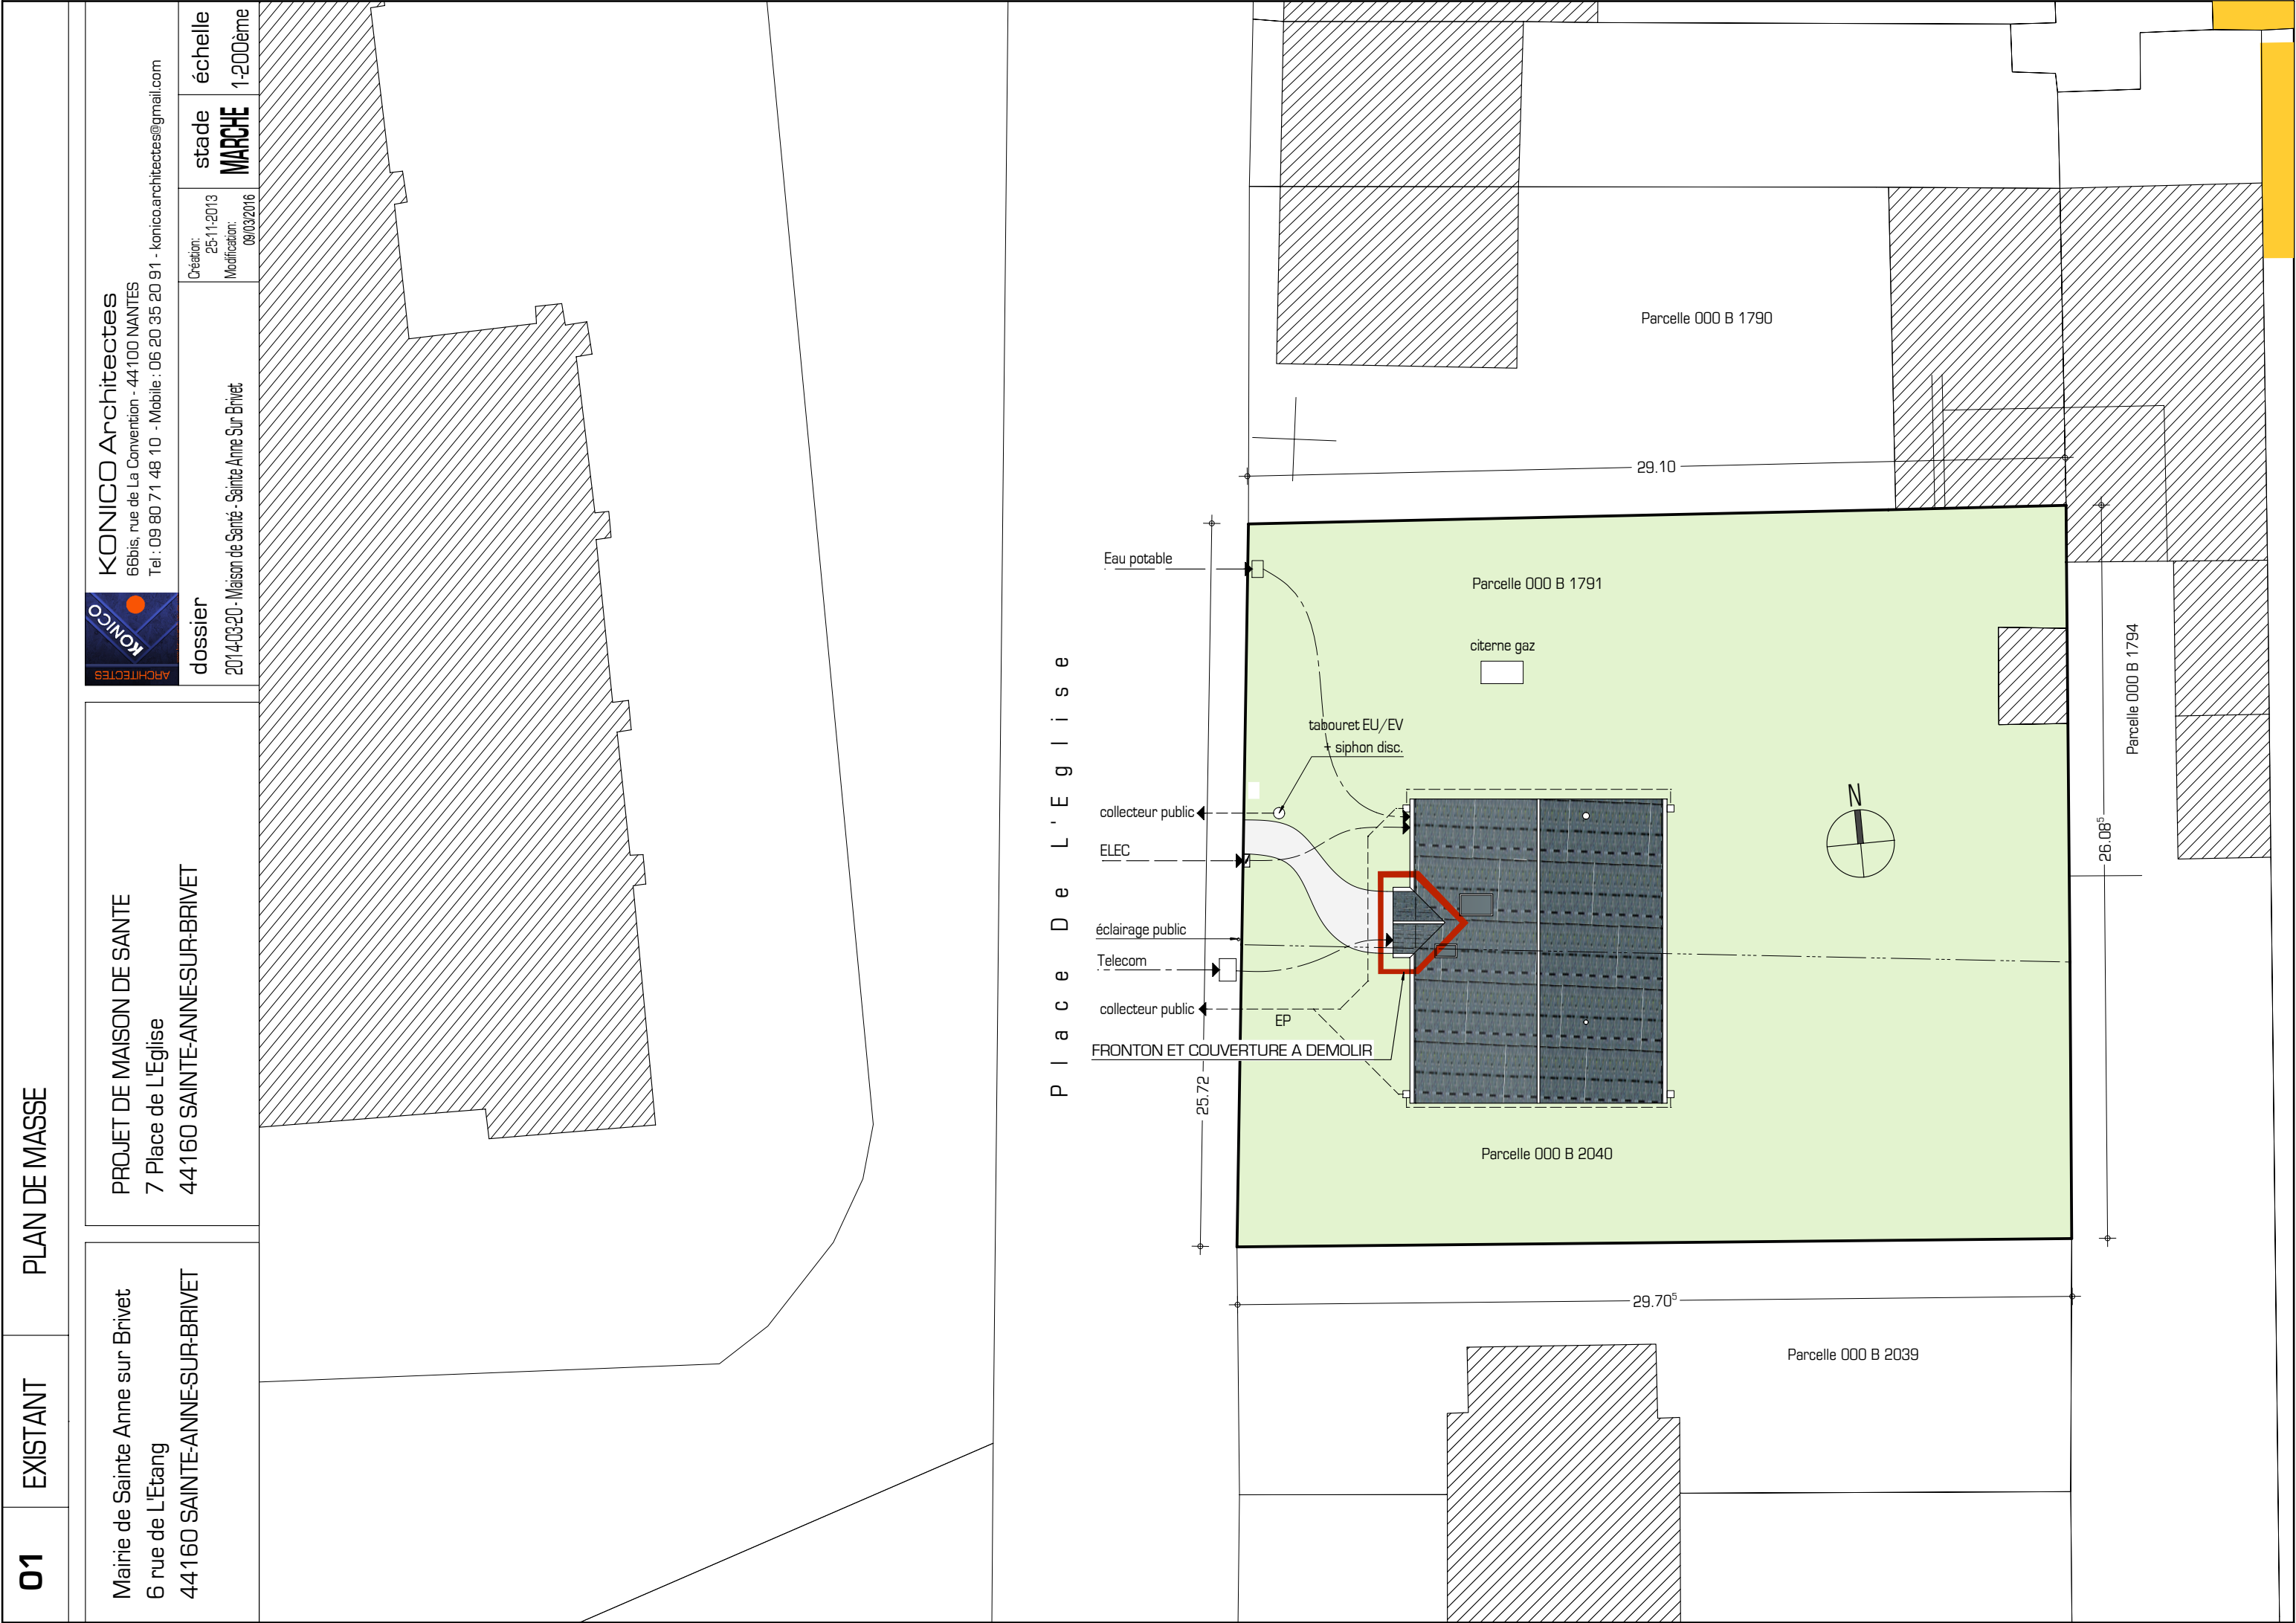 01
EXISTANT
PLAN DE MASSE
Mairie de Sainte Anne sur Brivet
6 rue de L'Etang
44160 SAINTE-ANNE-SUR-BRIVET
PROJET DE MAISON DE SANTE
7 Place de L'Eglise
44160 SAINTE-ANNE-SUR-BRIVET
KONICO
ARCHITECTES
KONICO Architectes
66bis, rue de La Convention - 44100 NANTES
Tel : 09 80 71 48 10 - Mobile : 06 20 35 20 91 - konico.architectes@gmail.com
dossier
2014-03-20 - Maison de Santé - Sainte Anne Sur Brivet
Création:
25-11-2013
Modification:
09/03/2016
stade
MARCHE
échelle
1-200ème
Place De L'Eglise
Parcelle 000 B 1790
29.10
Eau potable
Parcelle 000 B 1791
citerne gaz
Parcelle 000 B 1794
tabouret EU/EV
+ siphon disc.
N
collecteur public
ELEC
26.08⁵
éclairage public
Telecom
collecteur public
EP
FRONTON ET COUVERTURE A DEMOLIR
25.72
Parcelle 000 B 2040
29.70⁵
Parcelle 000 B 2039